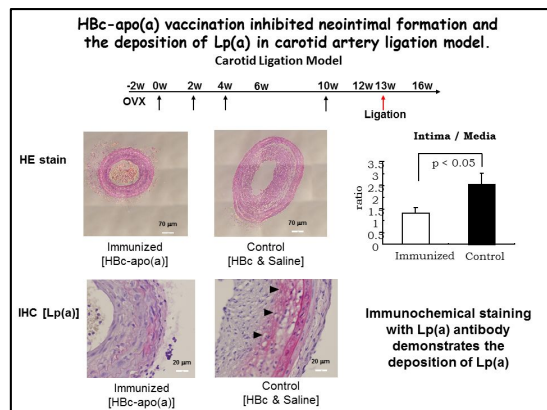 HBc-apo(a) vaccination inhibited neointimal formation and
the deposition of Lp(a) in carotid artery ligation model.
Carotid Ligation Model
-2w 0w 2w 4w 6w 10w 12w 13w 16w
OVX
Ligation
HE stain
70 µm
70 µm
Immunized
[HBc-apo(a)]
Control
[HBc & Saline]
Intima / Media
p < 0.05
3.5
2.5
1.5
0.5
3
2
1
0
ratio
Immunized
Control
IHC [Lp(a)]
20 µm
20 µm
Immunized
[HBc-apo(a)]
Control
[HBc & Saline]
Immunochemical staining
with Lp(a) antibody
demonstrates the
deposition of Lp(a)